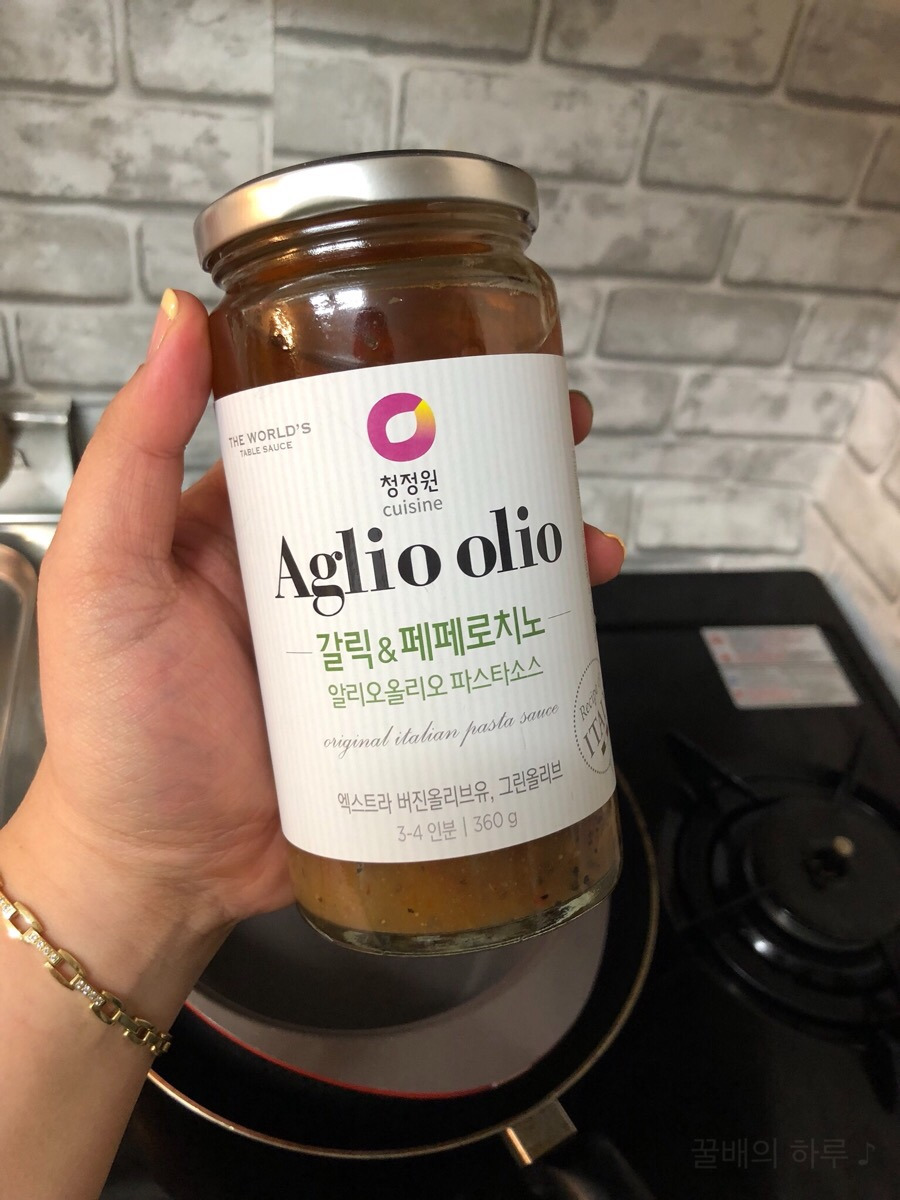 THE WORLD'S
TABLE SAUCE
청정원
cuisine
Aglio olio
갈릭&페페로치노
알리오올리오 파스타소스
original italian pasta sauce
엑스트라 버진올리브유, 그린올리브
3-4 인분 | 360 g
꿀배의 하루 ♪